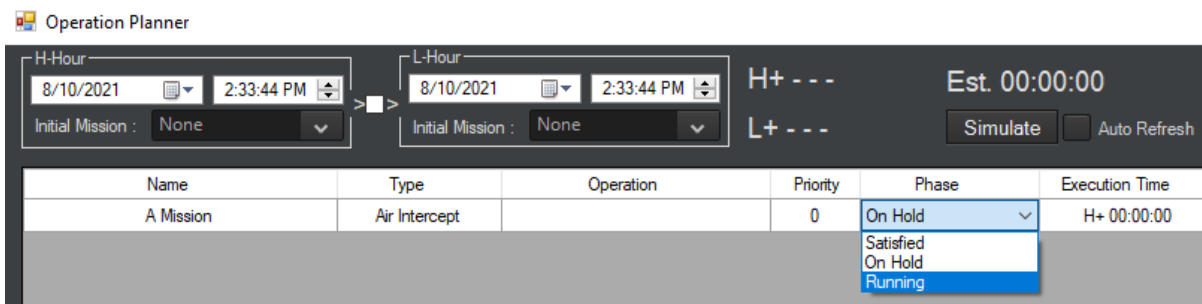 Operation Planner
H-Hour
8/10/2021 2:33:44 PM
Initial Mission : None
> >
L-Hour
8/10/2021 2:33:44 PM
Initial Mission : None
H+ - - -
L+ - - -
Est. 00:00:00
Simulate Auto Refresh
Name Type Operation Priority Phase Execution Time
A Mission Air Intercept 0 On Hold H+ 00:00:00
Satisfied
On Hold
Running